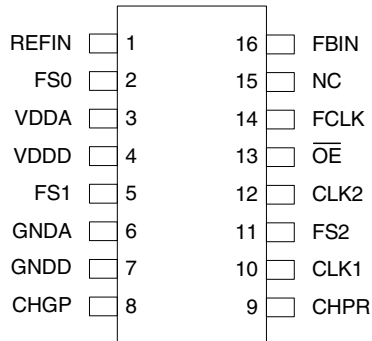 REFIN 1 16 FBIN
FS0 2 15 NC
VDDA 3 14 FCLK
VDDD 4 13 O̅E̅
FS1 5 12 CLK2
GNDA 6 11 FS2
GNDD 7 10 CLK1
CHGP 8 9 CHPR